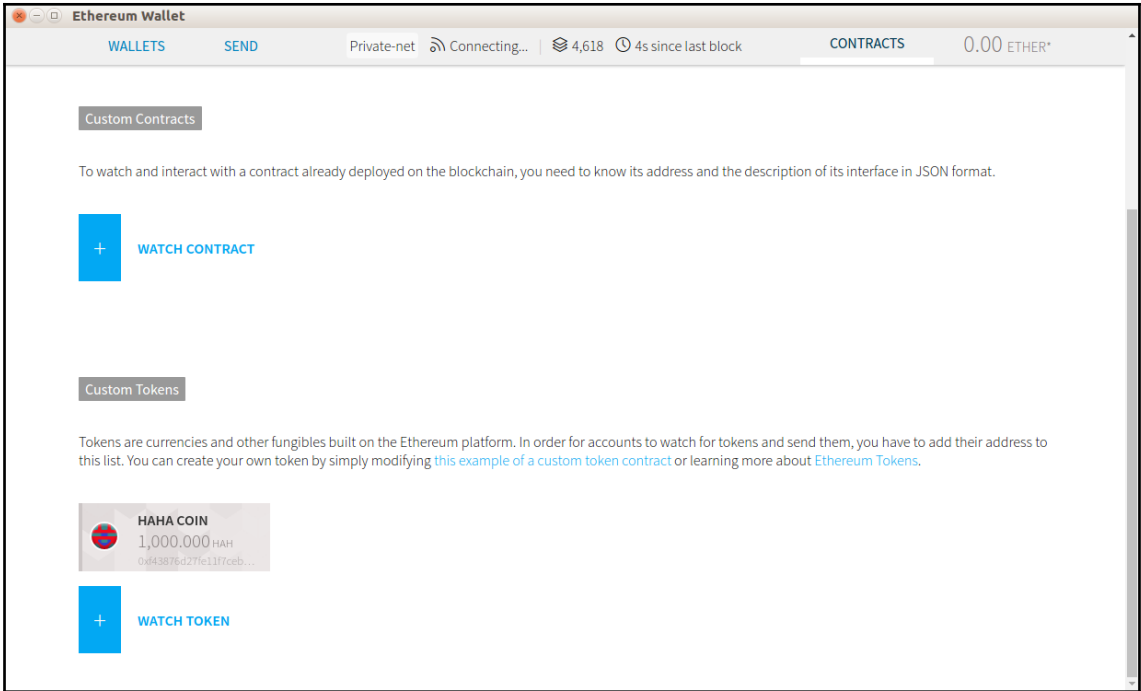 Ethereum Wallet
WALLETS SEND Private-net Connecting... 4,618 4s since last block CONTRACTS 0.00 ETHER*
Custom Contracts
To watch and interact with a contract already deployed on the blockchain, you need to know its address and the description of its interface in JSON format.
+ WATCH CONTRACT
Custom Tokens
Tokens are currencies and other fungibles built on the Ethereum platform. In order for accounts to watch for tokens and send them, you have to add their address to
this list. You can create your own token by simply modifying this example of a custom token contract or learning more about Ethereum Tokens.
HAHA COIN
1,000.000 HAH
0xf43876d27fe11f7ceb...
+ WATCH TOKEN